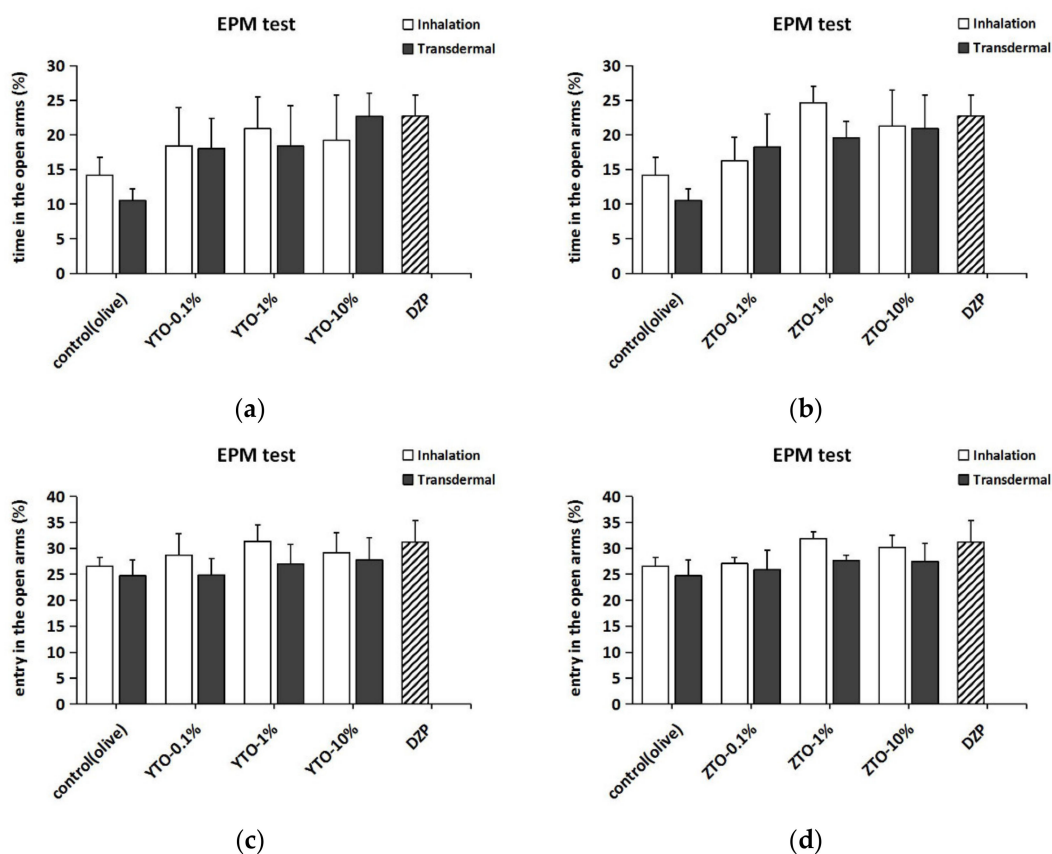 EPM test
Inhalation
Transdermal
time in the open arms (%)
30
25
20
15
10
5
0
control(olive)
YTO-0.1%
YTO-1%
YTO-10%
DZP
(a)
EPM test
Inhalation
Transdermal
time in the open arms (%)
30
25
20
15
10
5
0
control(olive)
ZTO-0.1%
ZTO-1%
ZTO-10%
DZP
(b)
EPM test
Inhalation
Transdermal
entry in the open arms (%)
40
35
30
25
20
15
10
5
0
control(olive)
YTO-0.1%
YTO-1%
YTO-10%
DZP
(c)
EPM test
Inhalation
Transdermal
entry in the open arms (%)
40
35
30
25
20
15
10
5
0
control(olive)
ZTO-0.1%
ZTO-1%
ZTO-10%
DZP
(d)